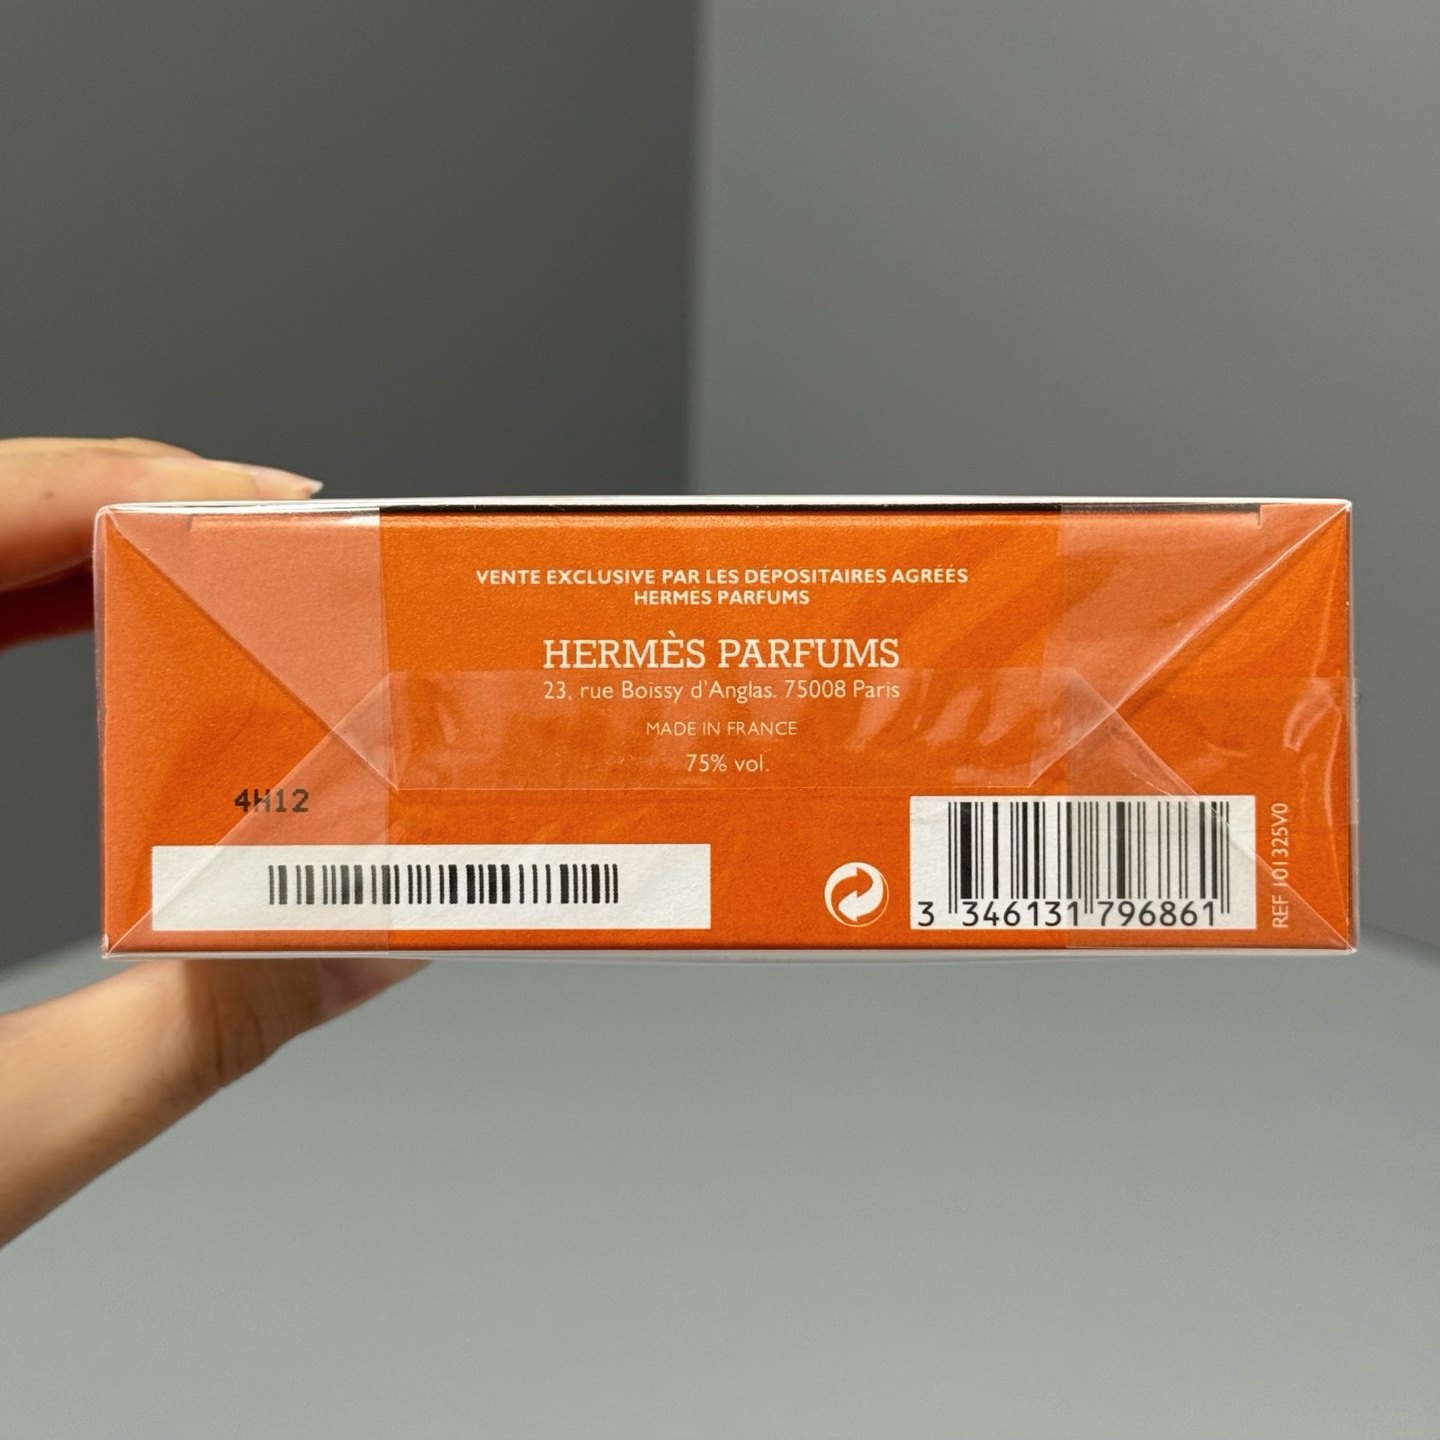 VENTE EXCLUSIVE PAR LES DÉPOSITAIRES AGRÉÉS
HERMÈS PARFUMS
HERMÈS PARFUMS
23, rue Boissy d'Anglas. 75008 Paris
MADE IN FRANCE
75% vol.
4H12
3 346131 796861
REF 101325V0